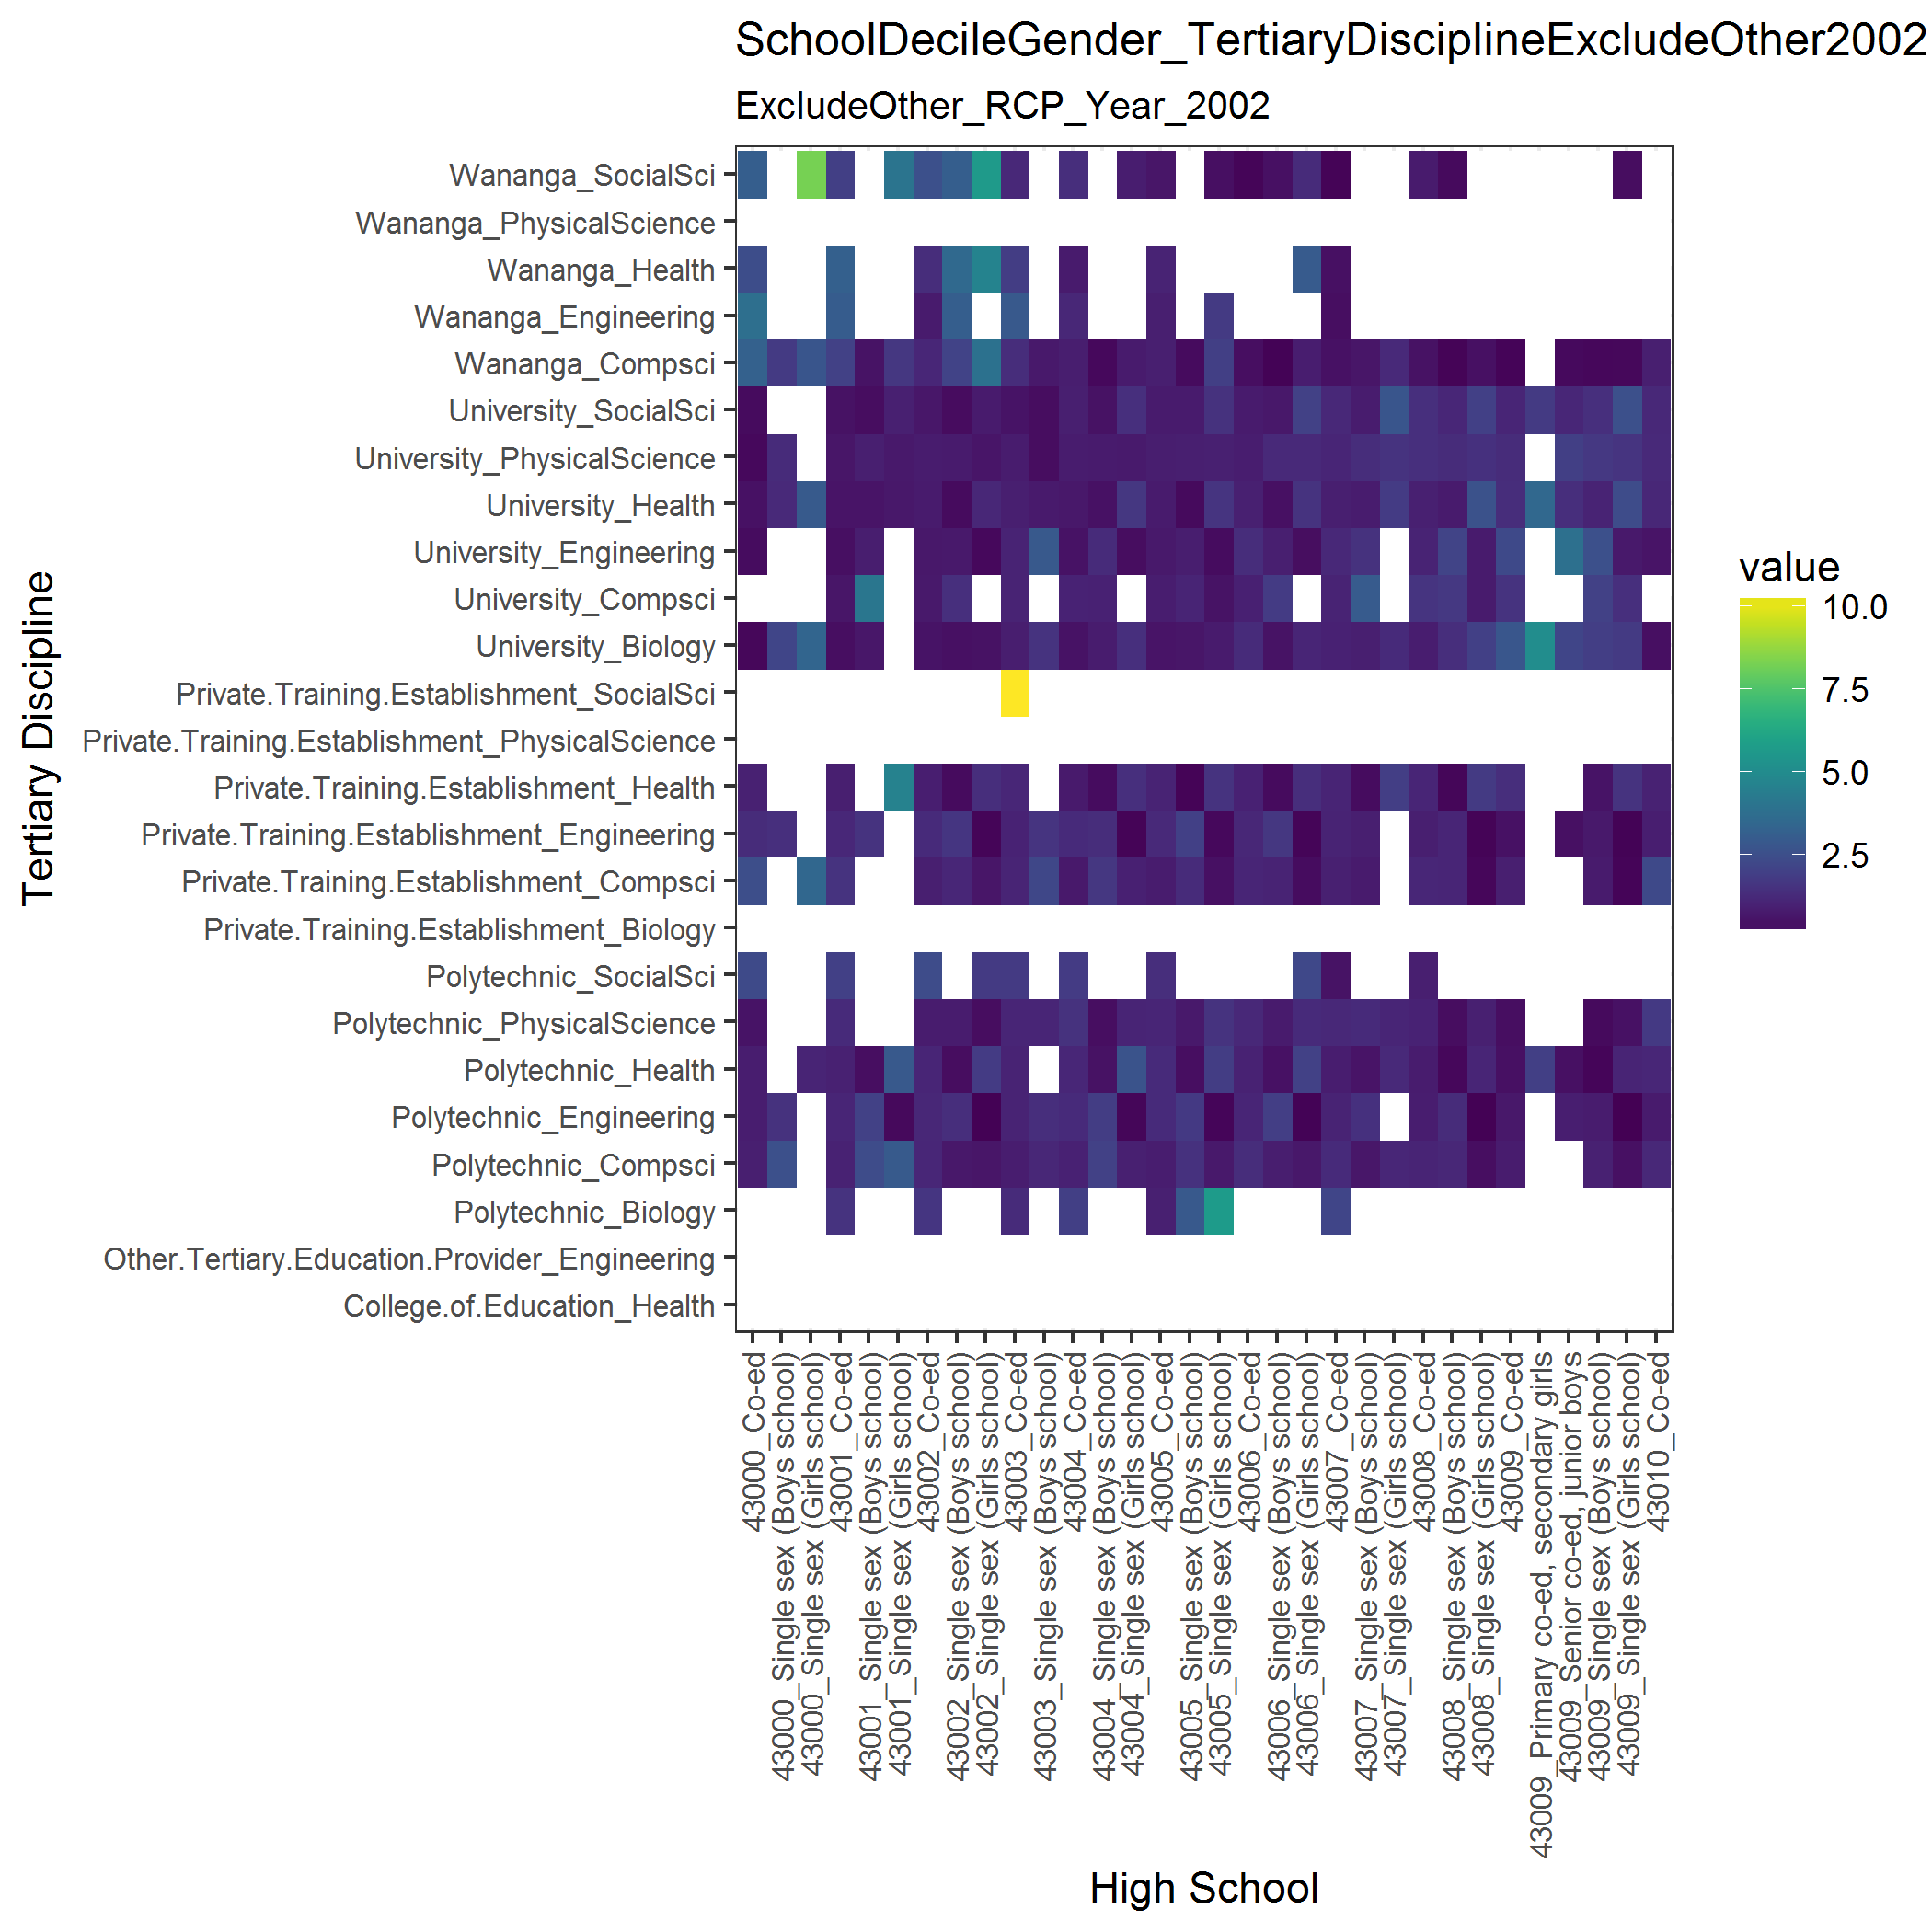 SchoolDecileGender_TertiaryDisciplineExcludeOther2002
ExcludeOther_RCP_Year_2002
Tertiary Discipline
Wananga_SocialSci
Wananga_PhysicalScience
Wananga_Health
Wananga_Engineering
Wananga_Compsci
University_SocialSci
University_PhysicalScience
University_Health
University_Engineering
University_Compsci
University_Biology
Private.Training.Establishment_SocialSci
Private.Training.Establishment_PhysicalScience
Private.Training.Establishment_Health
Private.Training.Establishment_Engineering
Private.Training.Establishment_Compsci
Private.Training.Establishment_Biology
Polytechnic_SocialSci
Polytechnic_PhysicalScience
Polytechnic_Health
Polytechnic_Engineering
Polytechnic_Compsci
Polytechnic_Biology
Other.Tertiary.Education.Provider_Engineering
College.of.Education_Health
43000_Co-ed
43000_Single sex (Boys school)
43000_Single sex (Girls school)
43001_Co-ed
43001_Single sex (Boys school)
43001_Single sex (Girls school)
43002_Co-ed
43002_Single sex (Boys school)
43002_Single sex (Girls school)
43003_Co-ed
43003_Single sex (Boys school)
43004_Co-ed
43004_Single sex (Boys school)
43004_Single sex (Girls school)
43005_Co-ed
43005_Single sex (Boys school)
43005_Single sex (Girls school)
43006_Co-ed
43006_Single sex (Boys school)
43006_Single sex (Girls school)
43007_Co-ed
43007_Single sex (Boys school)
43007_Single sex (Girls school)
43008_Co-ed
43008_Single sex (Boys school)
43008_Single sex (Girls school)
43009_Co-ed
43009_Primary co-ed, secondary girls
43009_Senior co-ed, junior boys
43009_Single sex (Boys school)
43009_Single sex (Girls school)
43010_Co-ed
High School
value
10.0
7.5
5.0
2.5